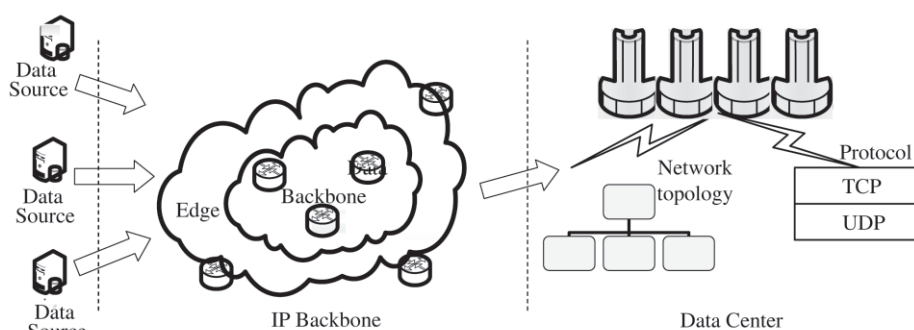 Data
Source
Data
Source
Data
Source
Edge
Data
Backbone
IP Backbone
Network
topology
Protocol
TCP
UDP
Data Center